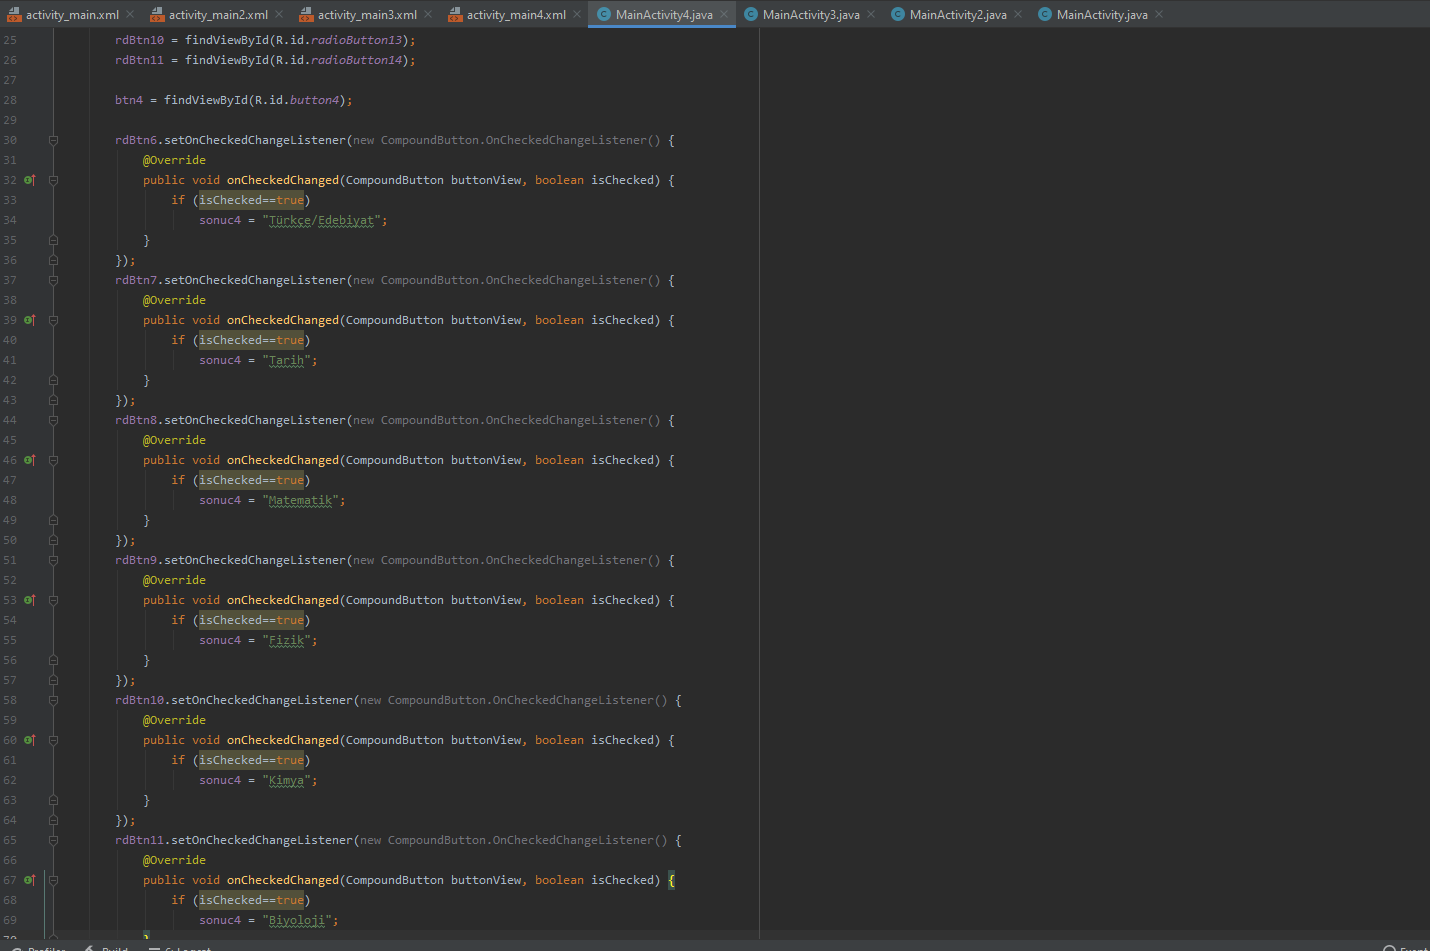 activity_main.xml activity_main2.xml activity_main3.xml activity_main4.xml MainActivity4.java MainActivity3.java MainActivity2.java MainActivity.java
25 rdBtn10 = findViewById(R.id.radioButton13);
26 rdBtn11 = findViewById(R.id.radioButton14);
27
28 btn4 = findViewById(R.id.button4);
29
30 rdBtn6.setOnCheckedChangeListener(new CompoundButton.OnCheckedChangeListener() {
31 @Override
32 public void onCheckedChanged(CompoundButton buttonView, boolean isChecked) {
33 if (isChecked==true)
34 sonuc4 = "Türkçe/Edebiyat";
35 }
36 });
37 rdBtn7.setOnCheckedChangeListener(new CompoundButton.OnCheckedChangeListener() {
38 @Override
39 public void onCheckedChanged(CompoundButton buttonView, boolean isChecked) {
40 if (isChecked==true)
41 sonuc4 = "Tarih";
42 }
43 });
44 rdBtn8.setOnCheckedChangeListener(new CompoundButton.OnCheckedChangeListener() {
45 @Override
46 public void onCheckedChanged(CompoundButton buttonView, boolean isChecked) {
47 if (isChecked==true)
48 sonuc4 = "Matematik";
49 }
50 });
51 rdBtn9.setOnCheckedChangeListener(new CompoundButton.OnCheckedChangeListener() {
52 @Override
53 public void onCheckedChanged(CompoundButton buttonView, boolean isChecked) {
54 if (isChecked==true)
55 sonuc4 = "Fizik";
56 }
57 });
58 rdBtn10.setOnCheckedChangeListener(new CompoundButton.OnCheckedChangeListener() {
59 @Override
60 public void onCheckedChanged(CompoundButton buttonView, boolean isChecked) {
61 if (isChecked==true)
62 sonuc4 = "Kimya";
63 }
64 });
65 rdBtn11.setOnCheckedChangeListener(new CompoundButton.OnCheckedChangeListener() {
66 @Override
67 public void onCheckedChanged(CompoundButton buttonView, boolean isChecked) {
68 if (isChecked==true)
69 sonuc4 = "Biyoloji";
70 }
Profiler Build 6: Logcat Event